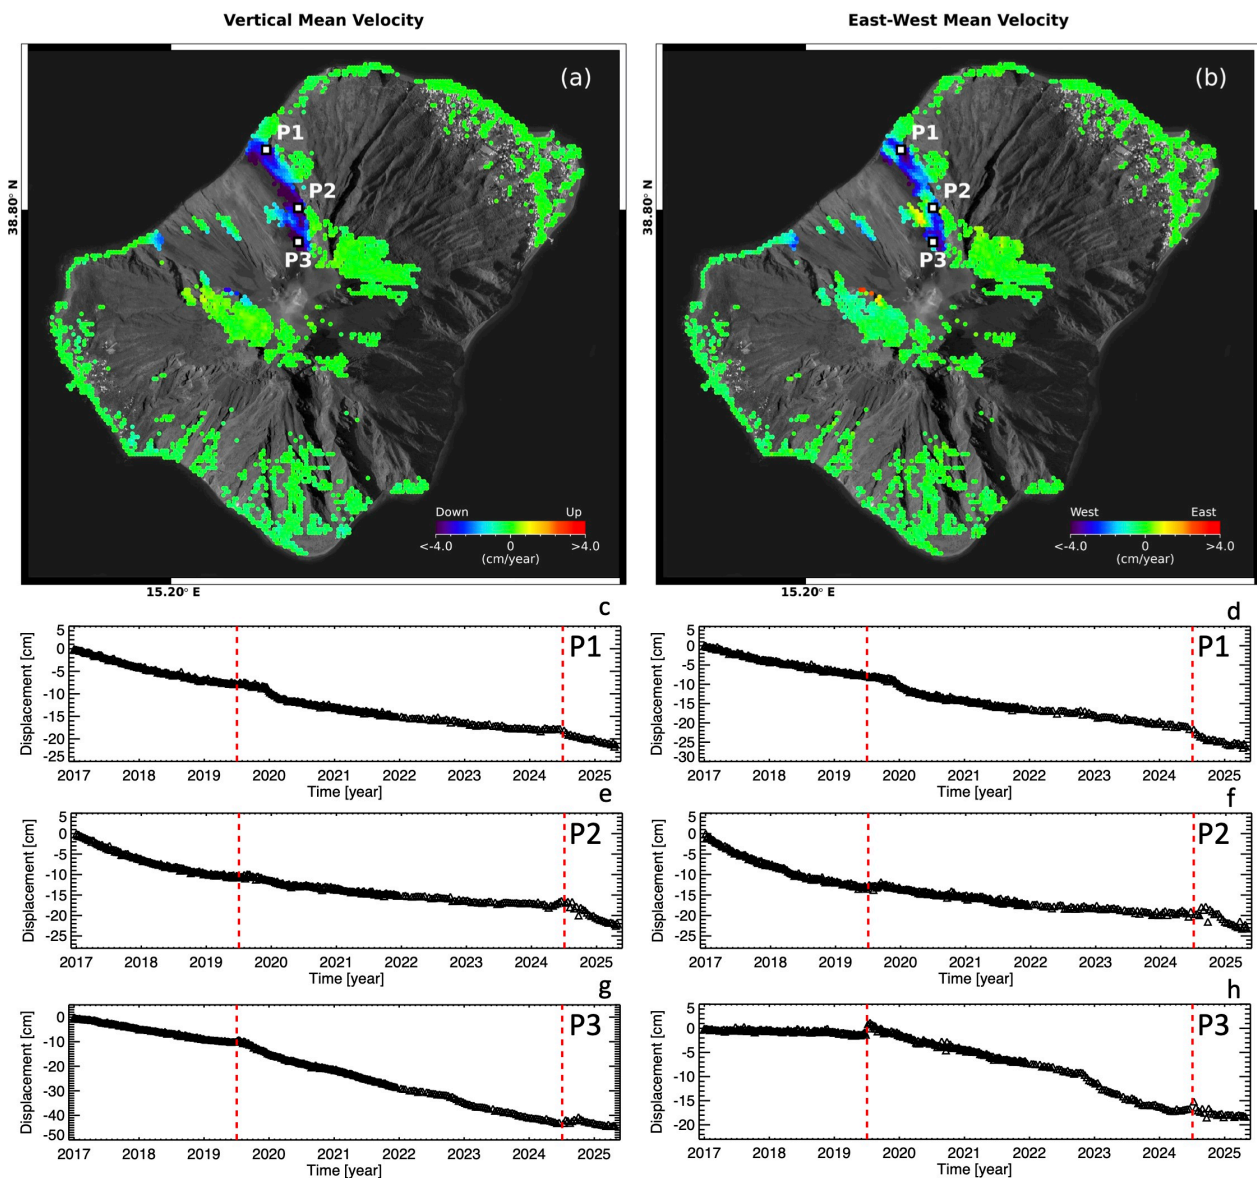 Vertical Mean Velocity
East-West Mean Velocity
(a)
(b)
P1
P1
P2
P2
P3
P3
38.80° N
38.80° N
Down Up
West East
<-4.0 0 >4.0
<-4.0 0 >4.0
(cm/year)
(cm/year)
15.20° E
15.20° E
c
d
5
0
-5
-10
-15
-20
-25
Displacement [cm]
P1
2017 2018 2019 2020 2021 2022 2023 2024 2025
Time [year]
5
0
-5
-10
-15
-20
-25
-30
Displacement [cm]
P1
2017 2018 2019 2020 2021 2022 2023 2024 2025
Time [year]
e
f
5
0
-5
-10
-15
-20
-25
Displacement [cm]
P2
2017 2018 2019 2020 2021 2022 2023 2024 2025
Time [year]
5
0
-5
-10
-15
-20
-25
Displacement [cm]
P2
2017 2018 2019 2020 2021 2022 2023 2024 2025
Time [year]
g
h
0
-10
-20
-30
-40
-50
Displacement [cm]
P3
2017 2018 2019 2020 2021 2022 2023 2024 2025
Time [year]
5
0
-5
-10
-15
-20
Displacement [cm]
P3
2017 2018 2019 2020 2021 2022 2023 2024 2025
Time [year]